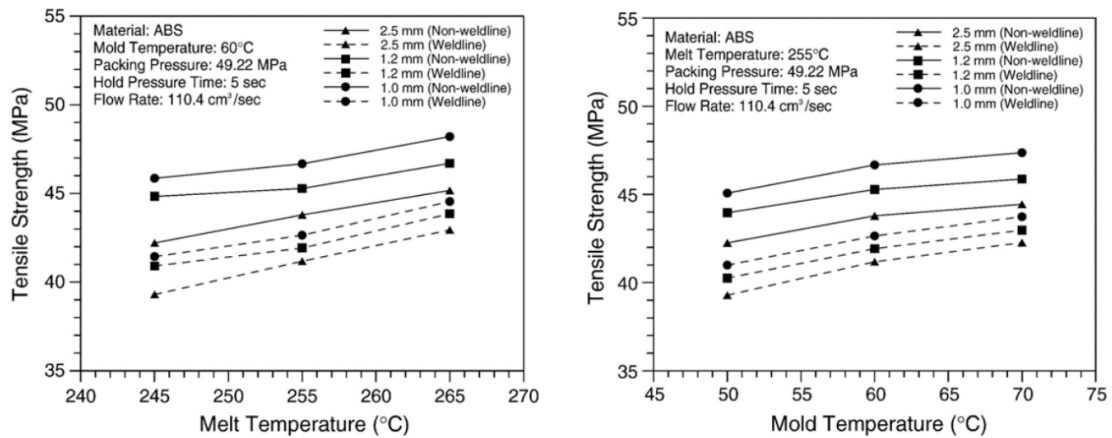 55
50
45
40
35
Tensile Strength (MPa)
Material: ABS
Mold Temperature: 60°C
Packing Pressure: 49.22 MPa
Hold Pressure Time: 5 sec
Flow Rate: 110.4 cm³/sec
2.5 mm (Non-weldline)
2.5 mm (Weldline)
1.2 mm (Non-weldline)
1.2 mm (Weldline)
1.0 mm (Non-weldline)
1.0 mm (Weldline)
240 245 250 255 260 265 270
Melt Temperature (°C)
55
50
45
40
35
Tensile Strength (MPa)
Material: ABS
Melt Temperature: 255°C
Packing Pressure: 49.22 MPa
Hold Pressure Time: 5 sec
Flow Rate: 110.4 cm³/sec
2.5 mm (Non-weldline)
2.5 mm (Weldline)
1.2 mm (Non-weldline)
1.2 mm (Weldline)
1.0 mm (Non-weldline)
1.0 mm (Weldline)
45 50 55 60 65 70 75
Mold Temperature (°C)